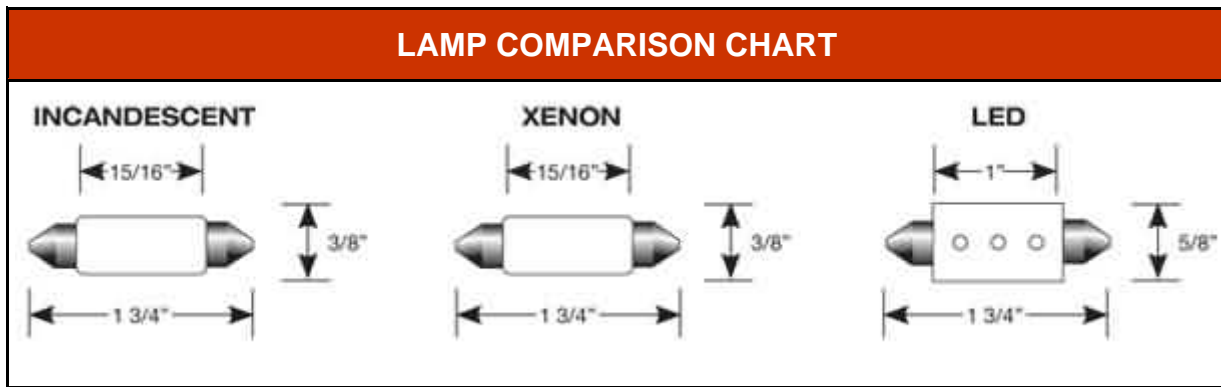 LAMP COMPARISON CHART
INCANDESCENT
15/16"
3/8"
1 3/4"
XENON
15/16"
3/8"
1 3/4"
LED
1"
5/8"
1 3/4"